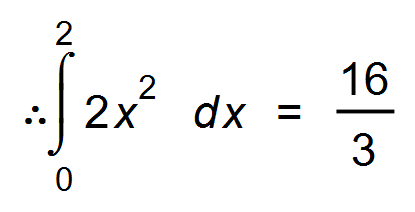 ∴∫₀² 2x² dx = 16/3